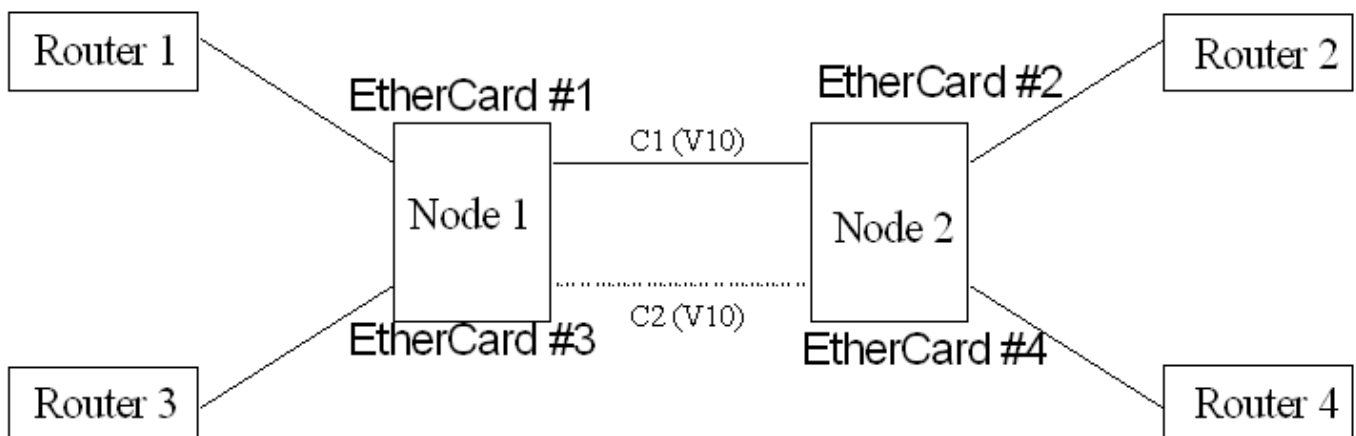 Router 1
Router 2
EtherCard #1
EtherCard #2
C1 (V10)
Node 1
Node 2
C2 (V10)
EtherCard #3
EtherCard #4
Router 3
Router 4